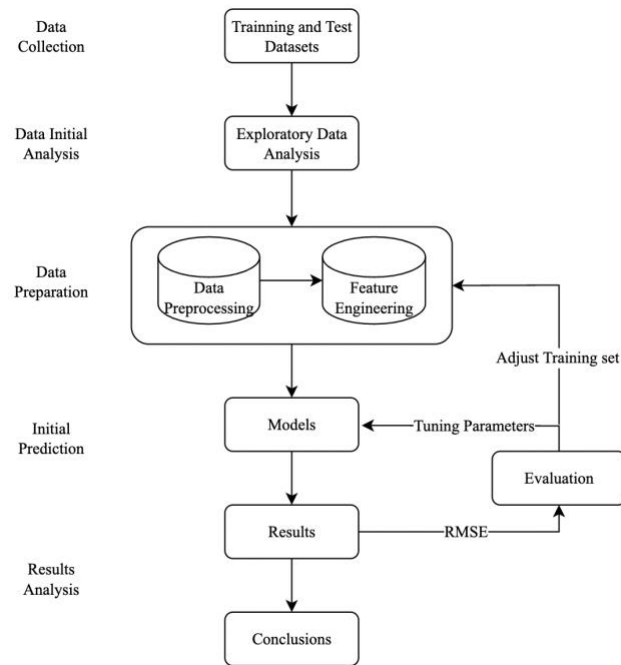 Data
Collection
Trainning and Test
Datasets
Data Initial
Analysis
Exploratory Data
Analysis
Data
Preparation
Data
Preprocessing
Feature
Engineering
Adjust Training set
Initial
Prediction
Models
Tuning Parameters
Evaluation
Results
RMSE
Results
Analysis
Conclusions